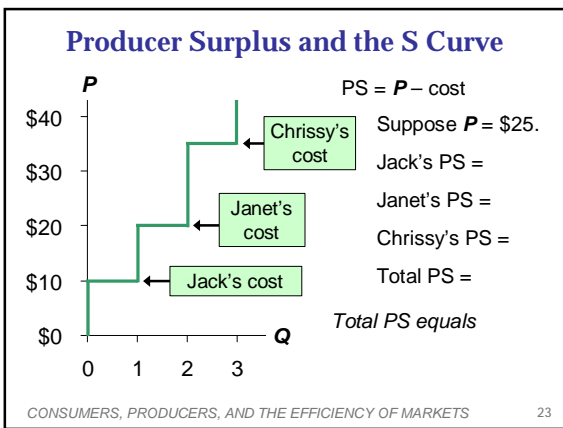 Producer Surplus and the S Curve
P
$40
$30
$20
$10
$0
0 1 2 3
Q
Chrissy's
cost
Janet's
cost
Jack's cost
PS = P – cost
Suppose P = $25.
Jack's PS =
Janet's PS =
Chrissy's PS =
Total PS =
Total PS equals
CONSUMERS, PRODUCERS, AND THE EFFICIENCY OF MARKETS 23